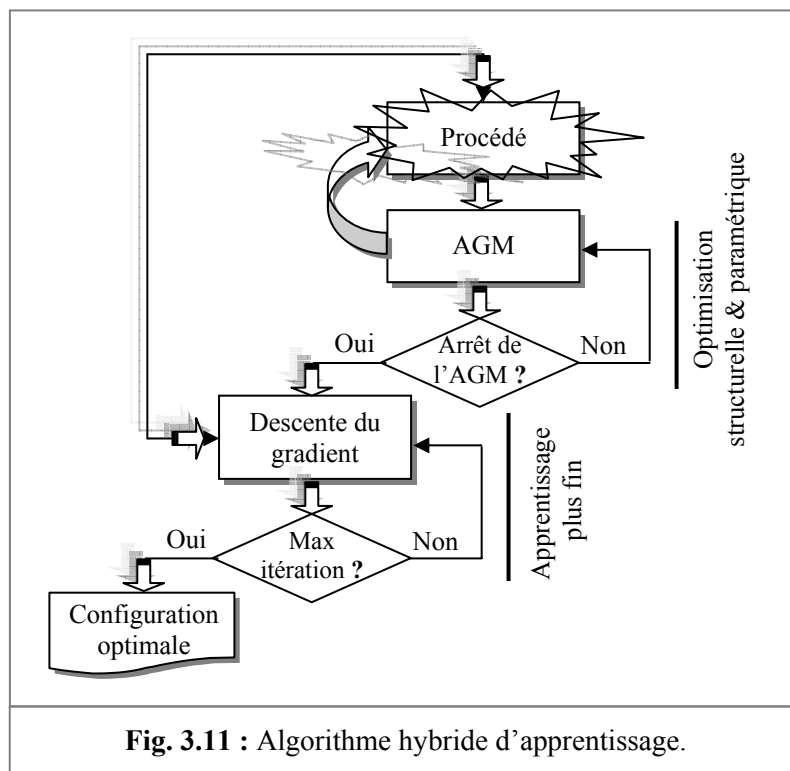 Procédé
AGM
Optimisation
structurelle & paramétrique
Oui
Arrêt de
l’AGM ?
Non
Descente du
gradient
Apprentissage
plus fin
Oui
Max
itération ?
Non
Configuration
optimale
Fig. 3.11 : Algorithme hybride d’apprentissage.